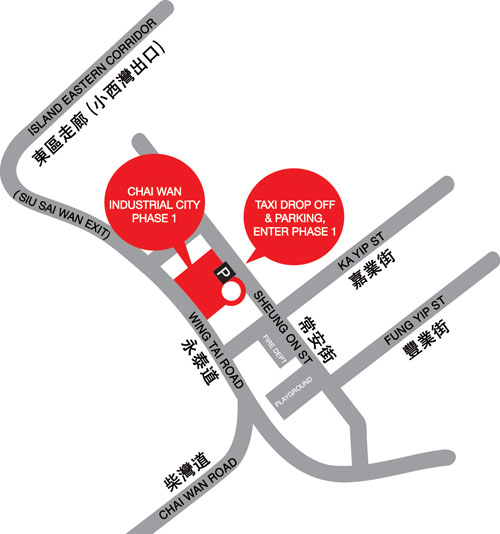 ISLAND EASTERN CORRIDOR
東區走廊 (小西灣出口)
(SIU SAI WAN EXIT)
CHAI WAN
INDUSTRIAL CITY
PHASE 1
TAXI DROP OFF
& PARKING,
ENTER PHASE 1
P
KA YIP ST
嘉業街
SHEUNG ON ST
常安街
FUNG YIP ST
豐業街
WING TAI ROAD
永泰道
FIRE DEPT
PLAYGROUND
柴灣道
CHAI WAN ROAD